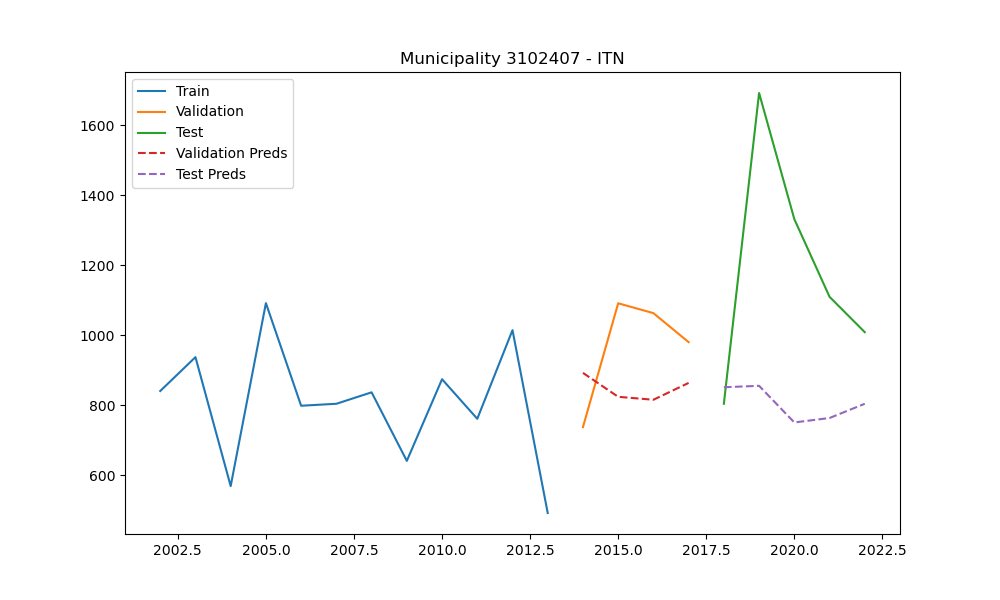 Municipality 3102407 - ITN
Train
Validation
Test
Validation Preds
Test Preds
1600
1400
1200
1000
800
600
2002.5 2005.0 2007.5 2010.0 2012.5 2015.0 2017.5 2020.0 2022.5